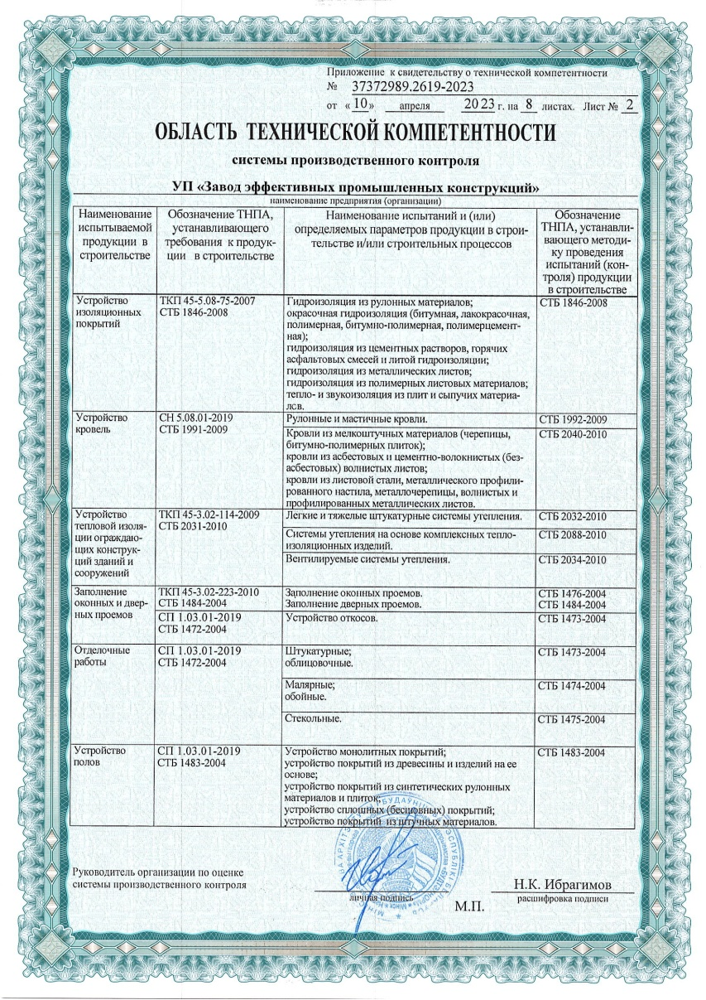 Приложение к свидетельству о технической компетентности
№ 37372989.2619-2023
от «10» апреля 2023 г. на 8 листах. Лист № 2
ОБЛАСТЬ ТЕХНИЧЕСКОЙ КОМПЕТЕНТНОСТИ
системы производственного контроля
УП «Завод эффективных промышленных конструкций»
наименование предприятия (организации)
Наименование
испытываемой
продукции в
строительстве
Обозначение ТНПА,
устанавливающего
требования к продук-
ции в строительстве
Наименование испытаний и (или)
определяемых параметров продукции в строи-
тельстве и/или строительных процессов
Обозначение
ТНПА, устанавли-
вающего методи-
ку проведения
испытаний (кон-
троля) продукции
в строительстве
Устройство
изоляционных
покрытий
ТКП 45-5.08-75-2007
СТБ 1846-2008
Гидроизоляция из рулонных материалов;
окрасочная гидроизоляция (битумная, лакокрасочная,
полимерная, битумно-полимерная, полимерцемент-
ная);
гидроизоляция из цементных растворов, горячих
асфальтовых смесей и литой гидроизоляции;
гидроизоляция из металлических листов;
гидроизоляция из полимерных листовых материалов;
тепло- и звукоизоляция из плит и сыпучих материа-
лов.
СТБ 1846-2008
Устройство
кровель
СН 5.08.01-2019
СТБ 1991-2009
Рулонные и мастичные кровли.
СТБ 1992-2009
Кровли из мелкоштучных материалов (черепицы,
битумно-полимерных плиток);
кровли из асбестовых и цементно-волокнистых (без-
асбестовых) волнистых листов;
кровли из листовой стали, металлического профили-
рованного настила, металлочерепицы, волнистых и
профилированных металлических листов.
СТБ 2040-2010
Устройство
тепловой изоля-
ции ограждаю-
щих конструк-
ций зданий и
сооружений
ТКП 45-3.02-114-2009
СТБ 2031-2010
Легкие и тяжелые штукатурные системы утепления.
СТБ 2032-2010
Системы утепления на основе комплексных тепло-
изоляционных изделий.
СТБ 2088-2010
Вентилируемые системы утепления.
СТБ 2034-2010
Заполнение
оконных и двер-
ных проемов
ТКП 45-3.02-223-2010
СТБ 1484-2004
Заполнение оконных проемов.
Заполнение дверных проемов.
СТБ 1476-2004
СТБ 1484-2004
СП 1.03.01-2019
СТБ 1472-2004
Устройство откосов.
СТБ 1473-2004
Отделочные
работы
СП 1.03.01-2019
СТБ 1472-2004
Штукатурные;
облицовочные.
СТБ 1473-2004
Малярные;
обойные.
СТБ 1474-2004
Стекольные.
СТБ 1475-2004
Устройство
полов
СП 1.03.01-2019
СТБ 1483-2004
Устройство монолитных покрытий;
устройство покрытий из древесины и изделий на ее
основе;
устройство покрытий из синтетических рулонных
материалов и плиток;
устройство сплошных (бесшовных) покрытий;
устройство покрытий из штучных материалов.
СТБ 1483-2004
Руководитель организации по оценке
системы производственного контроля
личная подпись
М.П.
Н.К. Ибрагимов
расшифровка подписи